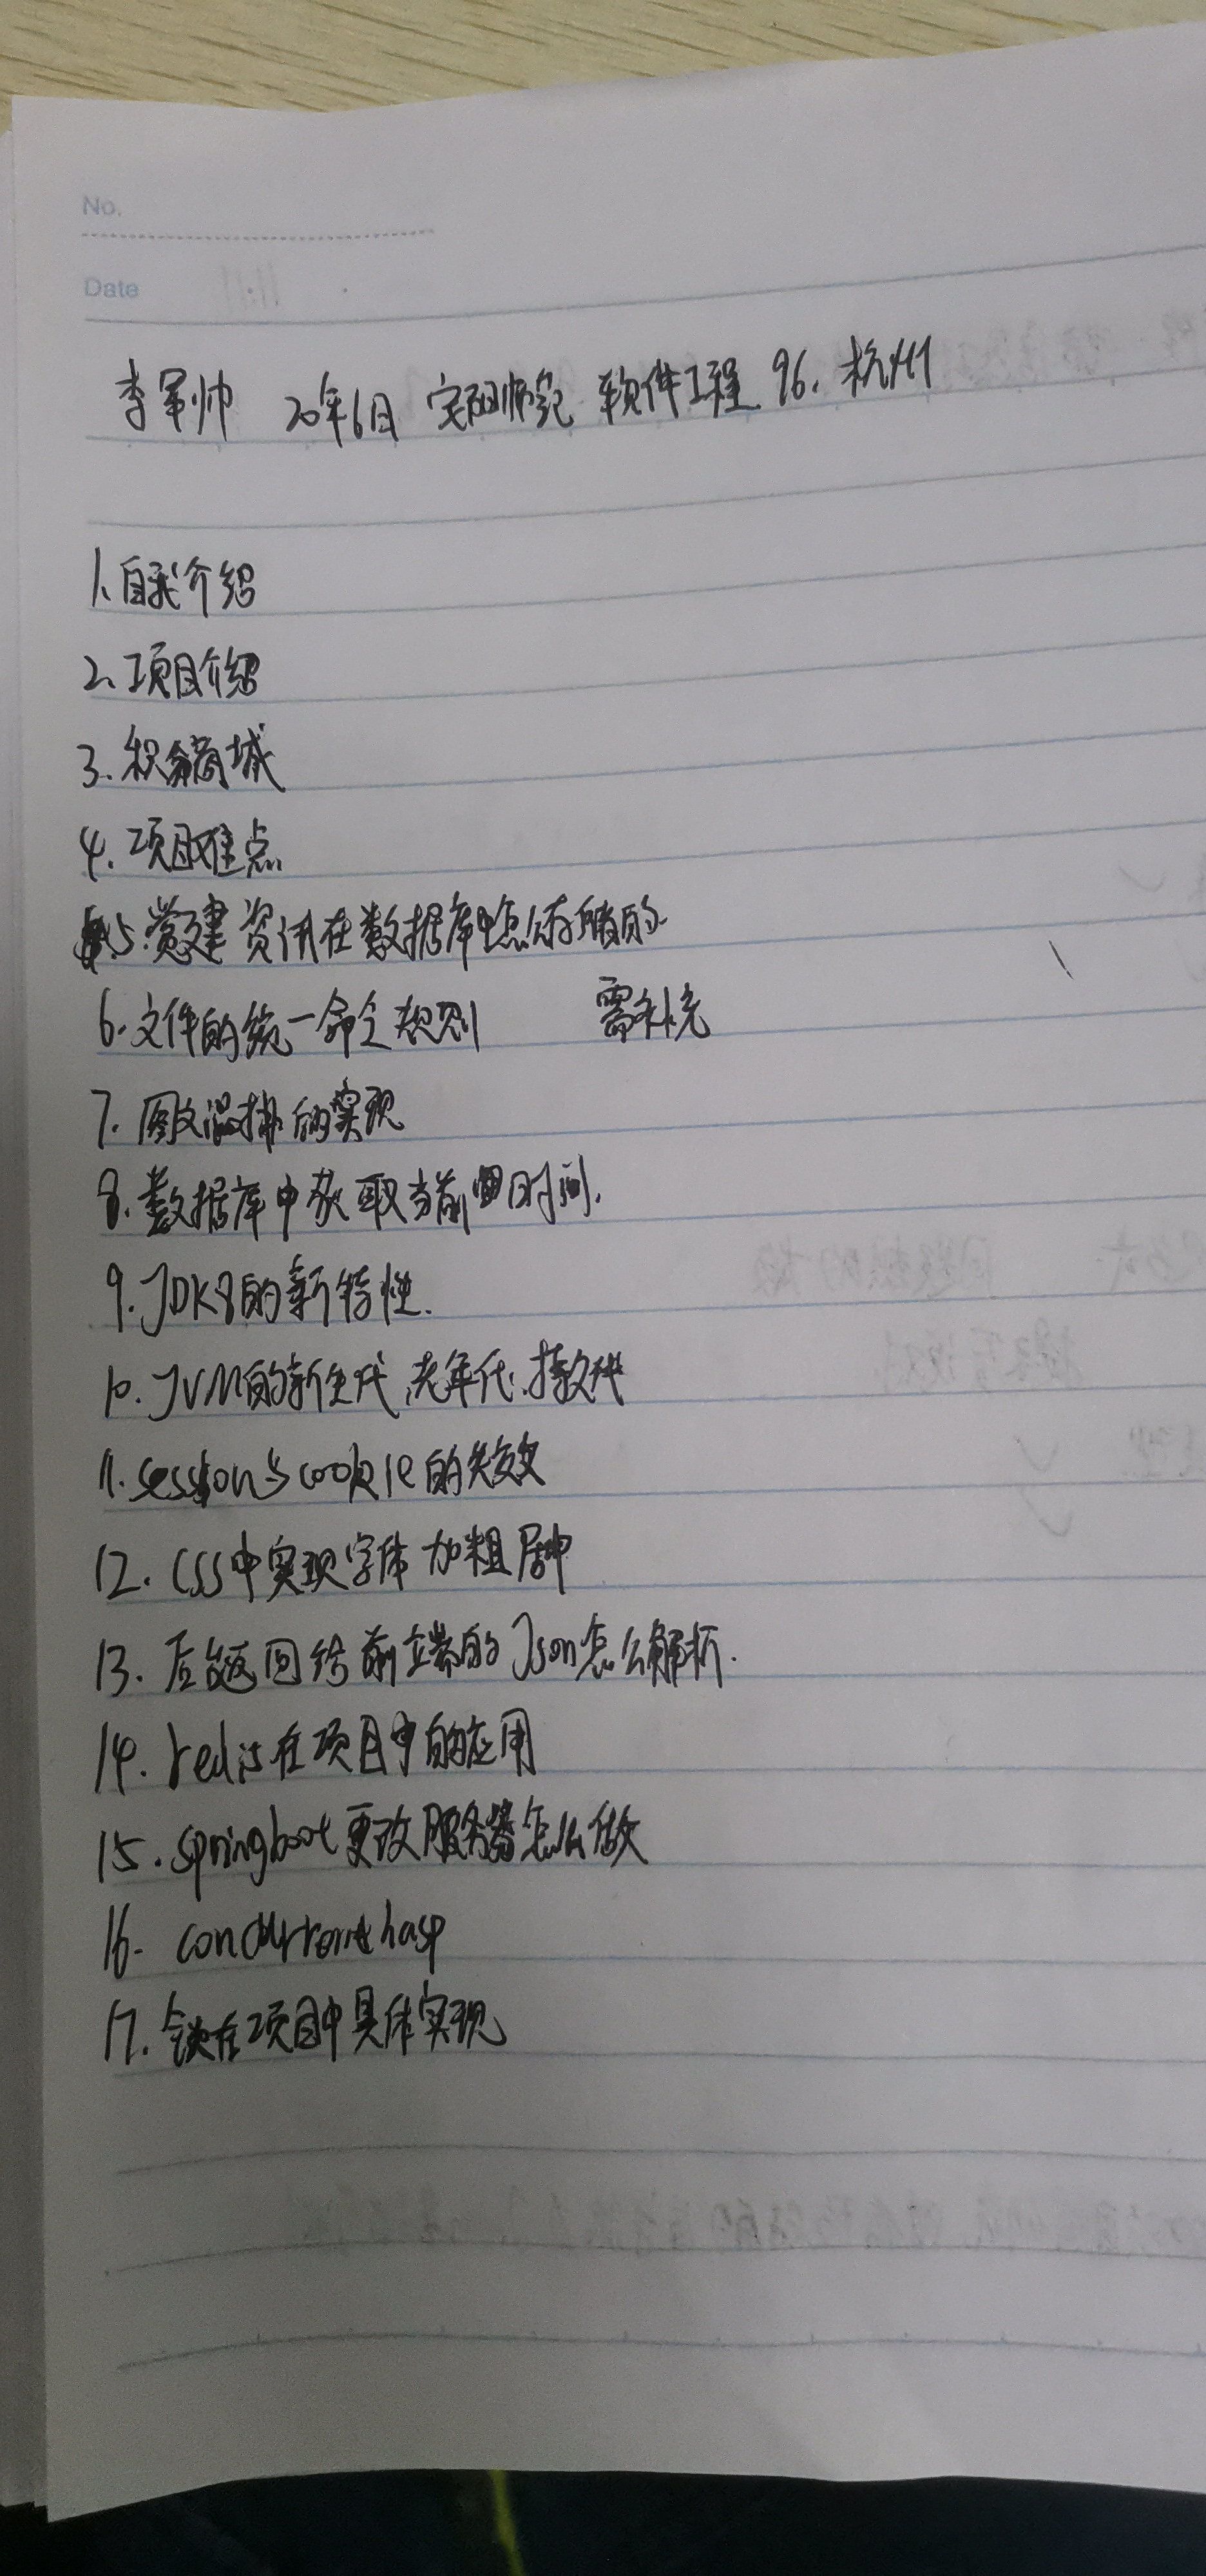 No.
Date
李军帅 20年6月 安阳师范 软件工程 96. 杭州
1、自我介绍
2、项目介绍
3、积分商城
4、项目难点
5、党建资讯在数据库中怎么存储的
6、文件的统一命令规则 需补充
7、图文混排的实现
8、数据库中获取当前时间.
9、JDK8的新特性.
10、JVM的新生代、老年代、持久代
11、session与cookie的失效
12、CSS中实现字体加粗居中
13、后台返回给前端的Json怎么解析.
14、redis在项目中的应用
15、springboot更改服务器怎么做
16、concurrenthasp
17、锁在项目中具体实现